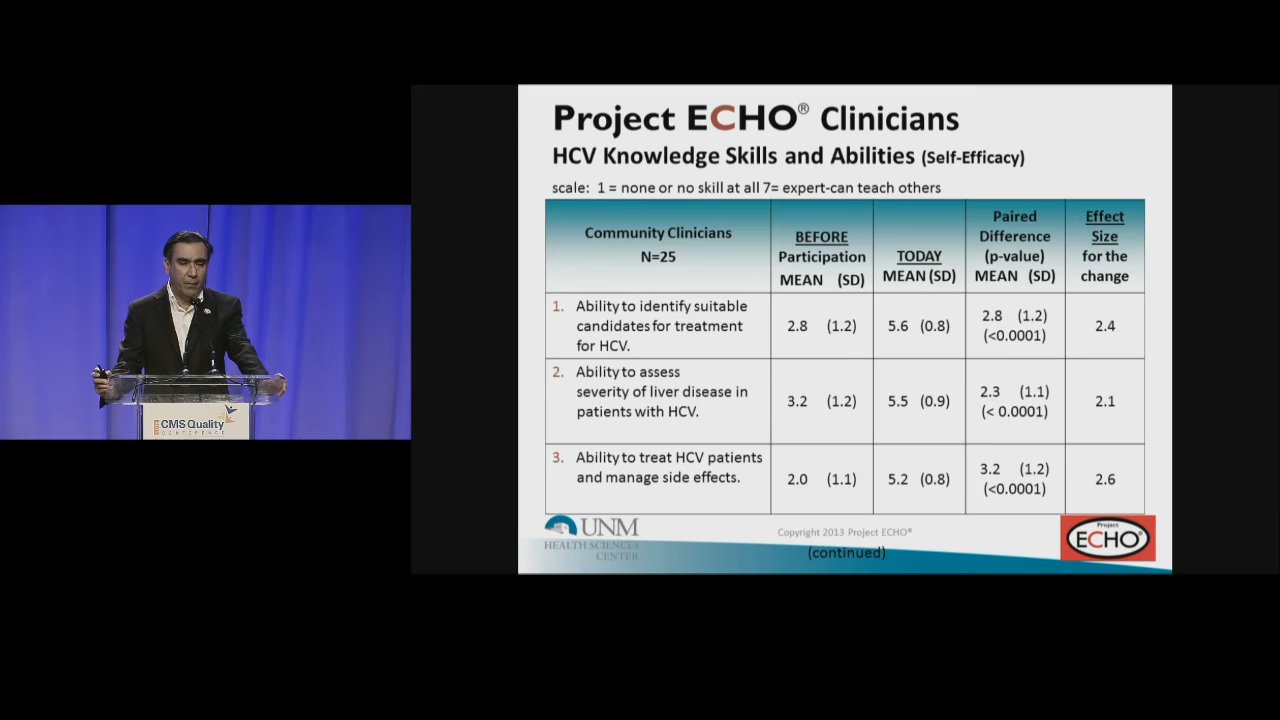 Project ECHO® Clinicians
HCV Knowledge Skills and Abilities (Self-Efficacy)
scale: 1 = none or no skill at all 7= expert-can teach others
Community Clinicians
N=25
BEFORE
Participation
MEAN (SD)
TODAY
MEAN (SD)
Paired
Difference
(p-value)
MEAN (SD)
Effect
Size
for the
change
1. Ability to identify suitable
candidates for treatment
for HCV.
2.8 (1.2)
5.6 (0.8)
2.8 (1.2)
(<0.0001)
2.4
2. Ability to assess
severity of liver disease in
patients with HCV.
3.2 (1.2)
5.5 (0.9)
2.3 (1.1)
(< 0.0001)
2.1
3. Ability to treat HCV patients
and manage side effects.
2.0 (1.1)
5.2 (0.8)
3.2 (1.2)
(<0.0001)
2.6
UNM
HEALTH SCIENCES
CENTER
Copyright 2013 Project ECHO®
(continued)
Project
ECHO®
CMS Quality
CONFERENCE